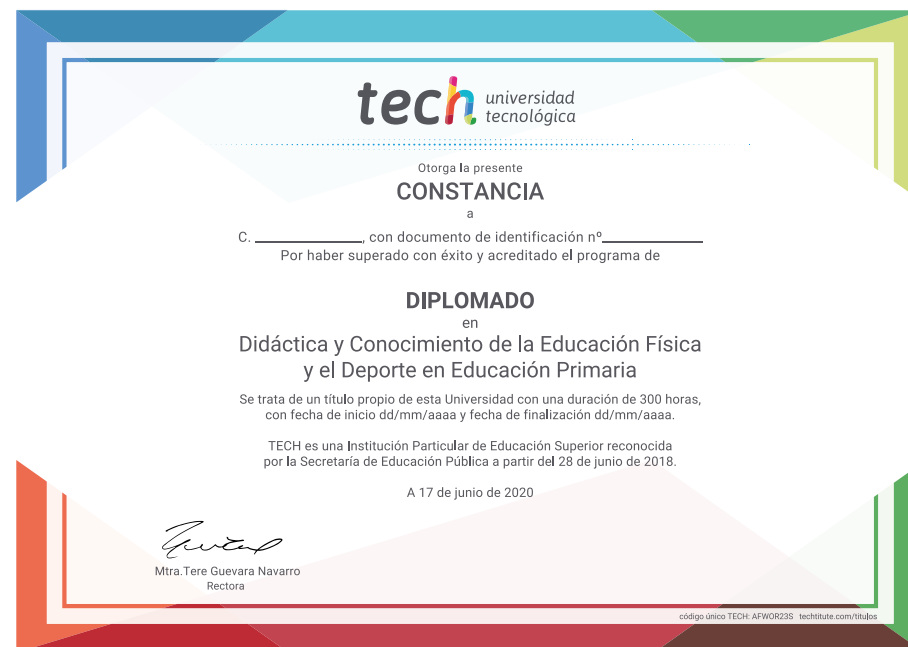 tech universidad
tecnológica
Otorga la presente
CONSTANCIA
a
C. ____________, con documento de identificación nº____________
Por haber superado con éxito y acreditado el programa de
DIPLOMADO
en
Didáctica y Conocimiento de la Educación Física
y el Deporte en Educación Primaria
Se trata de un título propio de esta Universidad con una duración de 300 horas,
con fecha de inicio dd/mm/aaaa y fecha de finalización dd/mm/aaaa.
TECH es una Institución Particular de Educación Superior reconocida
por la Secretaría de Educación Pública a partir del 28 de junio de 2018.
A 17 de junio de 2020
Mtra.Tere Guevara Navarro
Rectora
código único TECH: AFWOR23S techtitute.com/titulos